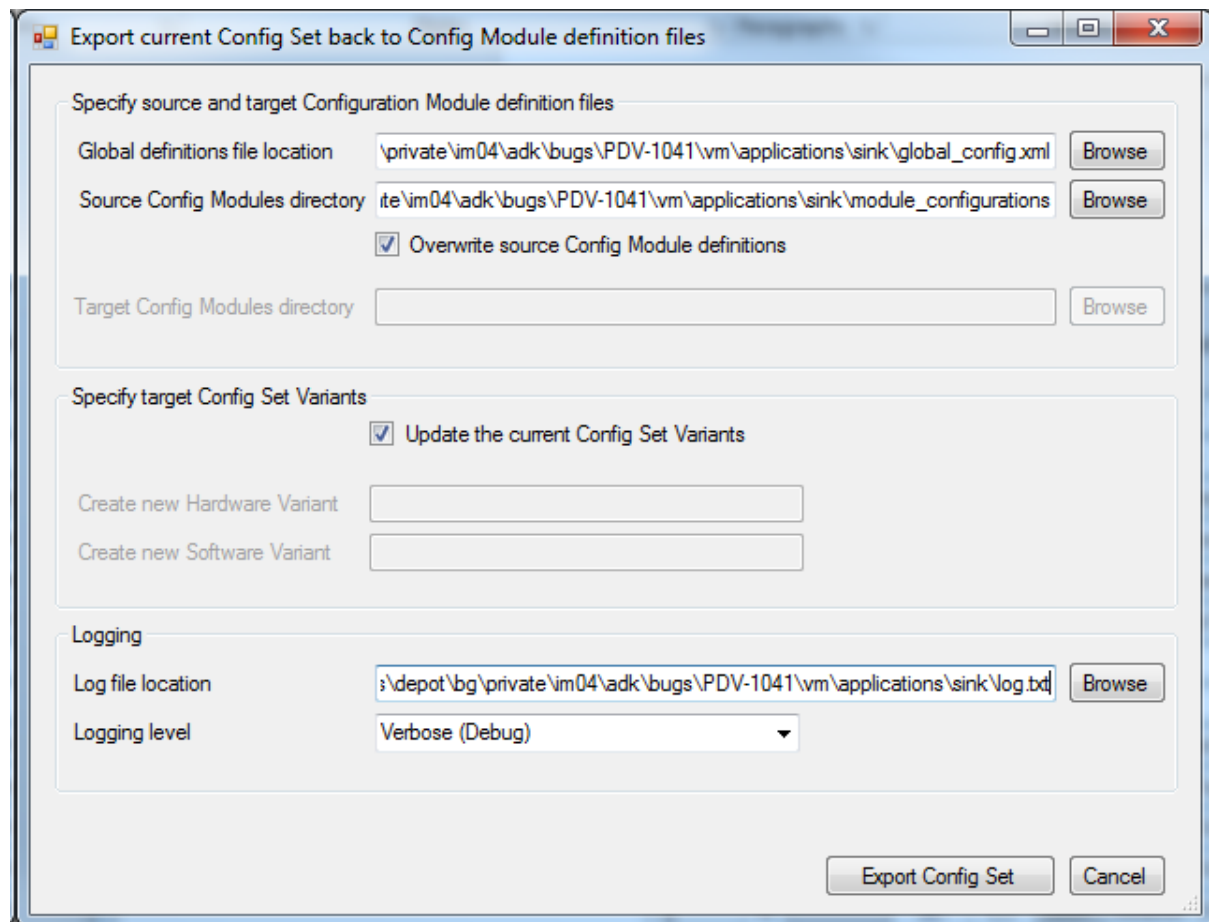 Export current Config Set back to Config Module definition files
Specify source and target Configuration Module definition files
Global definitions file location \private\im04\adk\bugs\PDV-1041\vm\applications\sink\global_config.xml Browse
Source Config Modules directory ite\im04\adk\bugs\PDV-1041\vm\applications\sink\module_configurations Browse
Overwrite source Config Module definitions
Target Config Modules directory Browse
Specify target Config Set Variants
Update the current Config Set Variants
Create new Hardware Variant
Create new Software Variant
Logging
Log file location s\depot\bg\private\im04\adk\bugs\PDV-1041\vm\applications\sink\log.txt Browse
Logging level Verbose (Debug)
Export Config Set Cancel